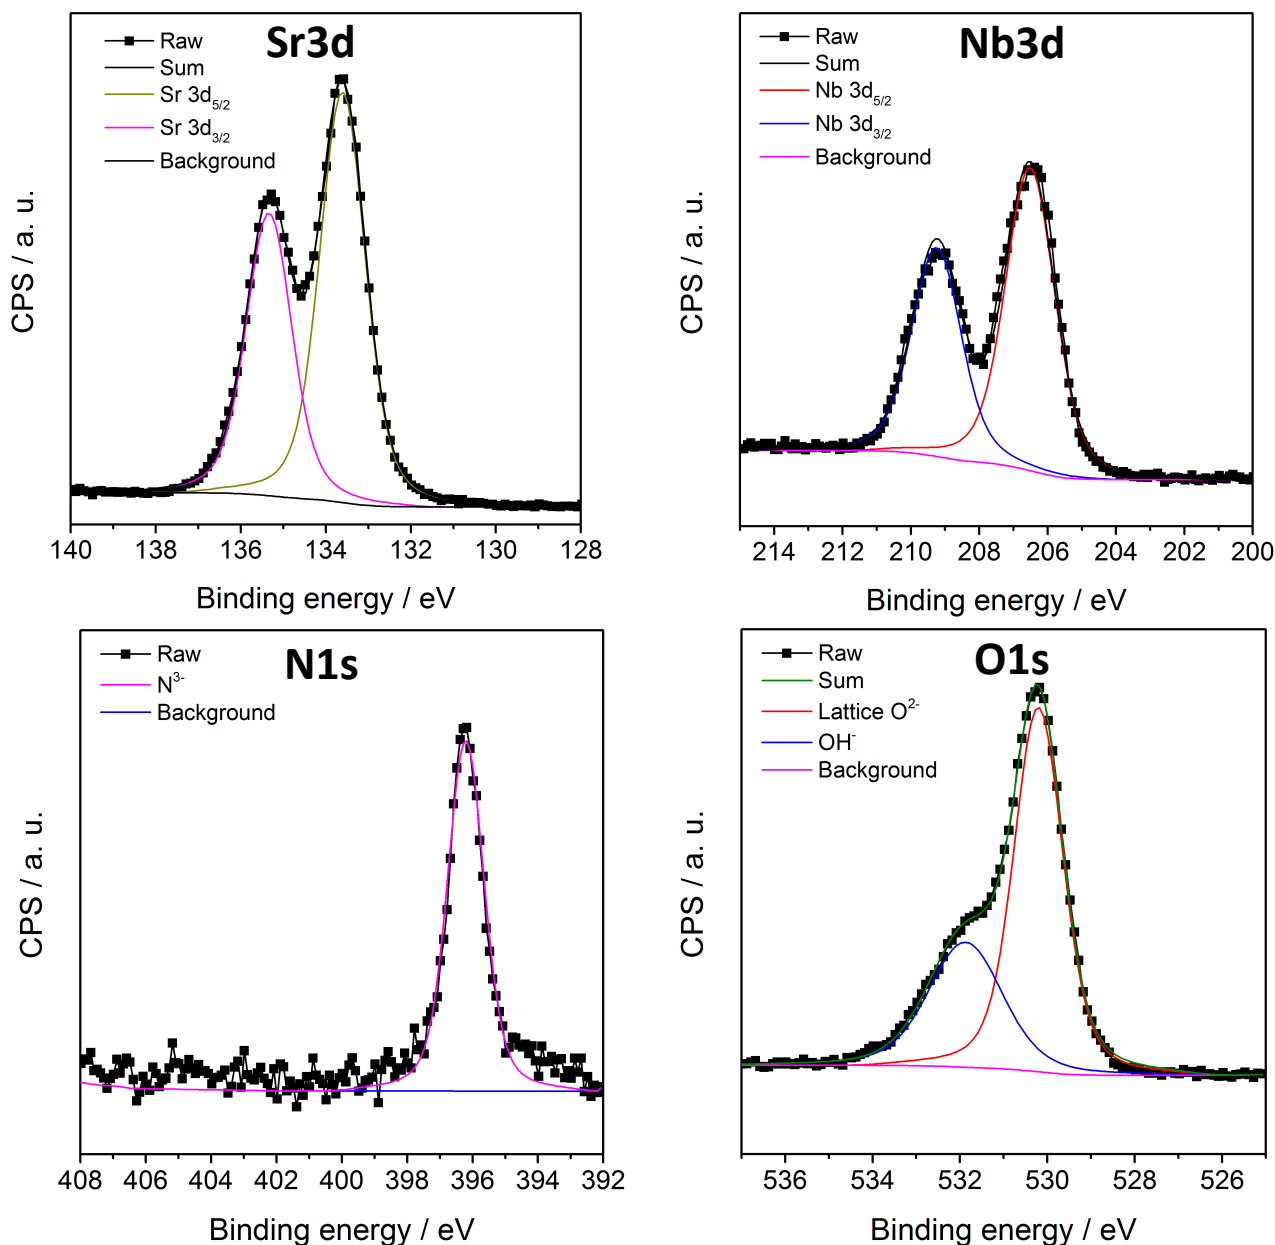 Sr3d
Raw
Sum
Sr 3d5/2
Sr 3d3/2
Background
CPS / a. u.
140 138 136 134 132 130 128
Binding energy / eV
Nb3d
Raw
Sum
Nb 3d5/2
Nb 3d3/2
Background
CPS / a. u.
214 212 210 208 206 204 202 200
Binding energy / eV
N1s
Raw
N3-
Background
CPS / a. u.
408 406 404 402 400 398 396 394 392
Binding energy / eV
O1s
Raw
Sum
Lattice O2-
OH-
Background
CPS / a. u.
536 534 532 530 528 526
Binding energy / eV